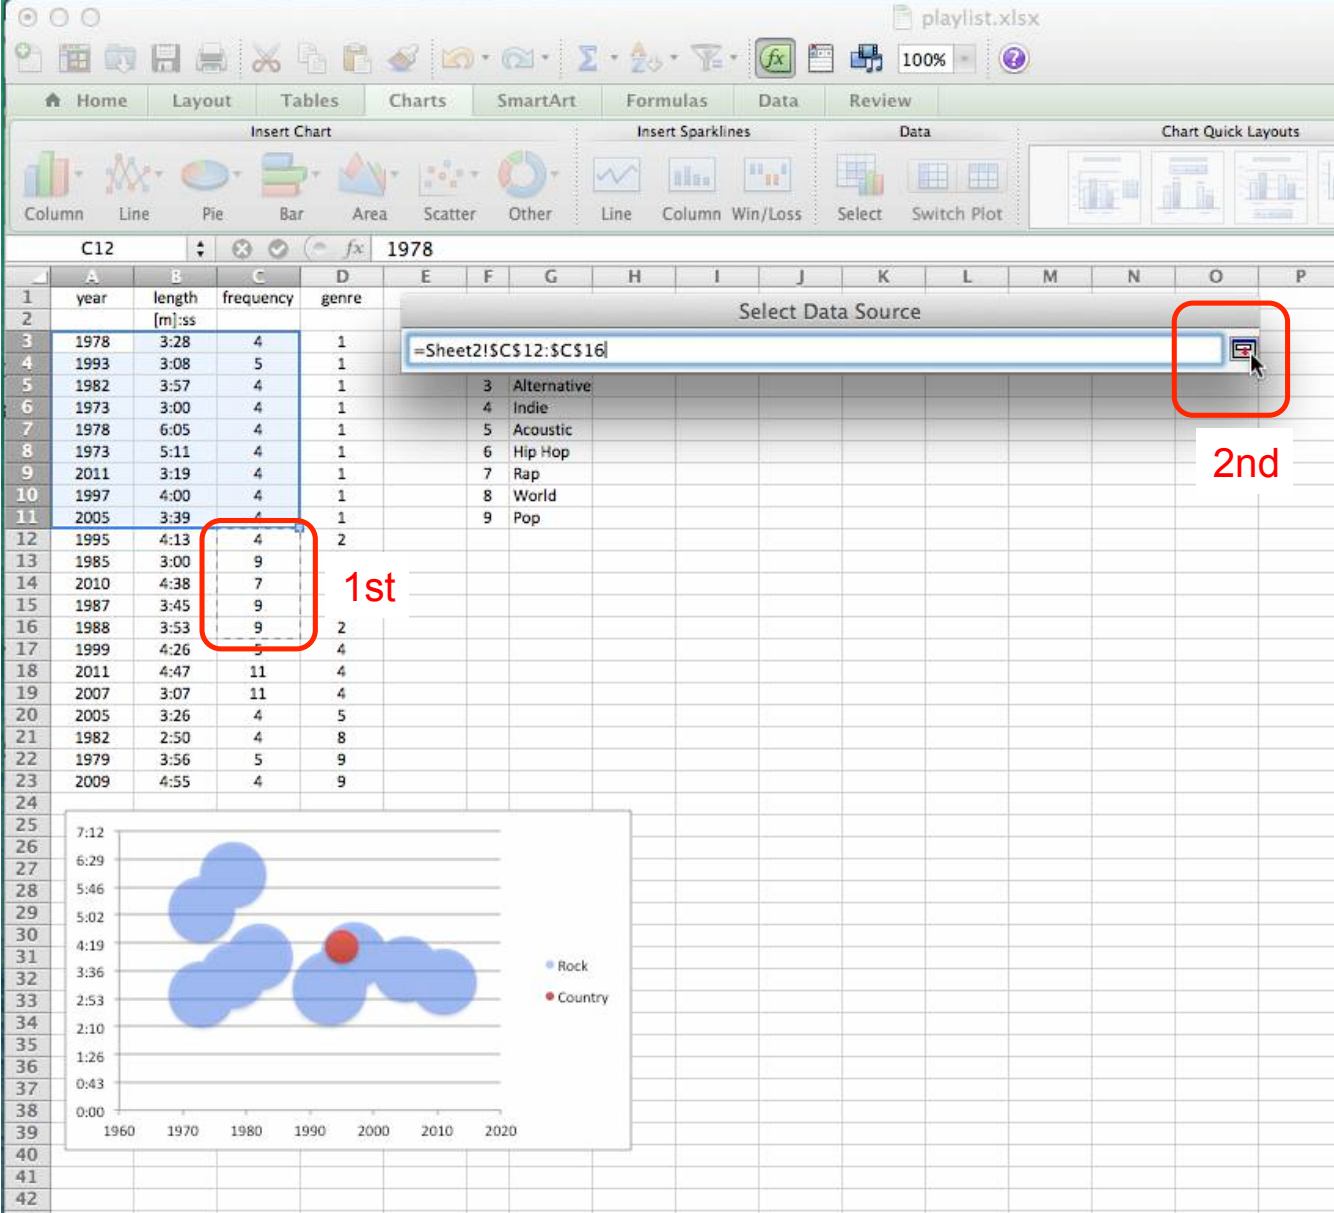 playlist.xlsx
100%
Home Layout Tables Charts SmartArt Formulas Data Review
Insert Chart Insert Sparklines Data Chart Quick Layouts
Column Line Pie Bar Area Scatter Other Line Column Win/Loss Select Switch Plot
C12 fx 1978
A B C D E F G H I J K L M N O P
1 year length frequency genre
Select Data Source
2 [m]:ss
3 1978 3:28 4 1
=Sheet2!$C$12:$C$16
4 1993 3:08 5 1
5 1982 3:57 4 1 3 Alternative
6 1973 3:00 4 1 4 Indie
7 1978 6:05 4 1 5 Acoustic
8 1973 5:11 4 1 6 Hip Hop
2nd
9 2011 3:19 4 1 7 Rap
10 1997 4:00 4 1 8 World
11 2005 3:39 4 1 9 Pop
12 1995 4:13 4 2
13 1985 3:00 9
14 2010 4:38 7
1st
15 1987 3:45 9
16 1988 3:53 9 2
17 1999 4:26 5 4
18 2011 4:47 11 4
19 2007 3:07 11 4
20 2005 3:26 4 5
21 1982 2:50 4 8
22 1979 3:56 5 9
23 2009 4:55 4 9
24
25
26
27
28
29
30
31
32
33
34
35
36
37
38
39
40
41
42
7:12
6:29
5:46
5:02
4:19
3:36
2:53
2:10
1:26
0:43
0:00
1960 1970 1980 1990 2000 2010 2020
Rock
Country